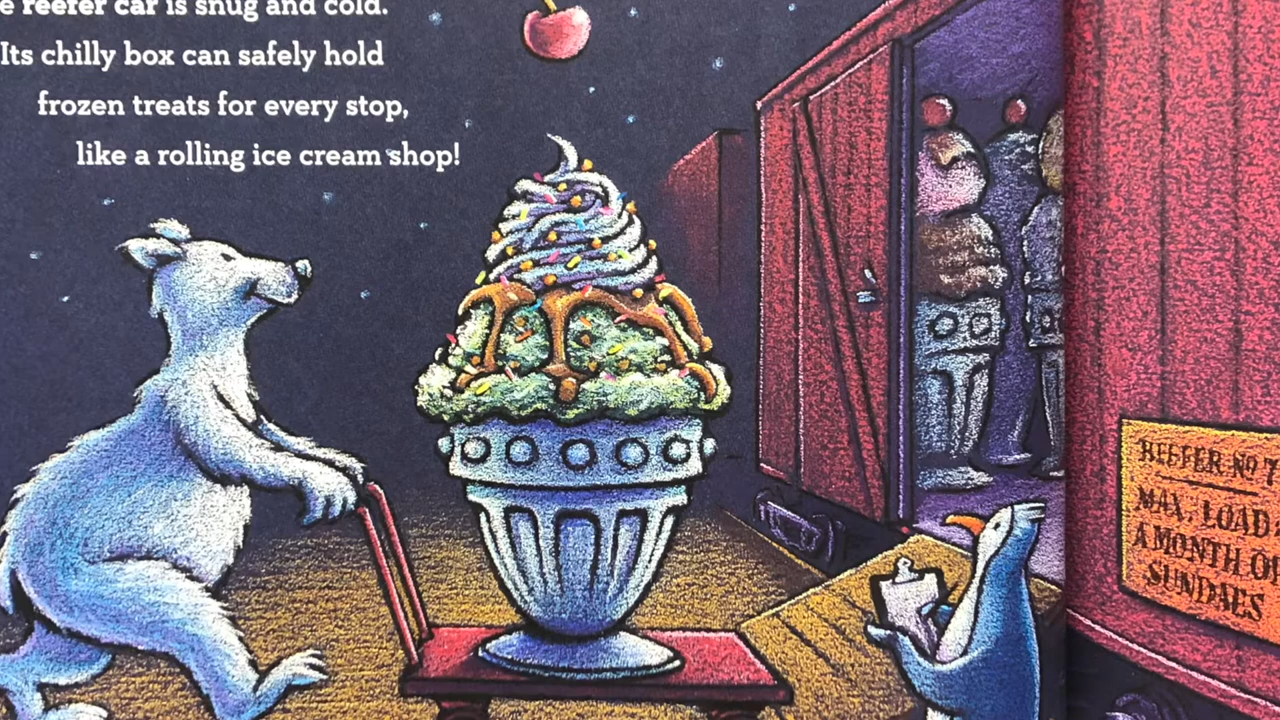 e reefer car is snug and cold.
Its chilly box can safely hold
frozen treats for every stop,
like a rolling ice cream shop!
REEFER Nº 7
MAX. LOAD
A MONTH OF
SUNDAES